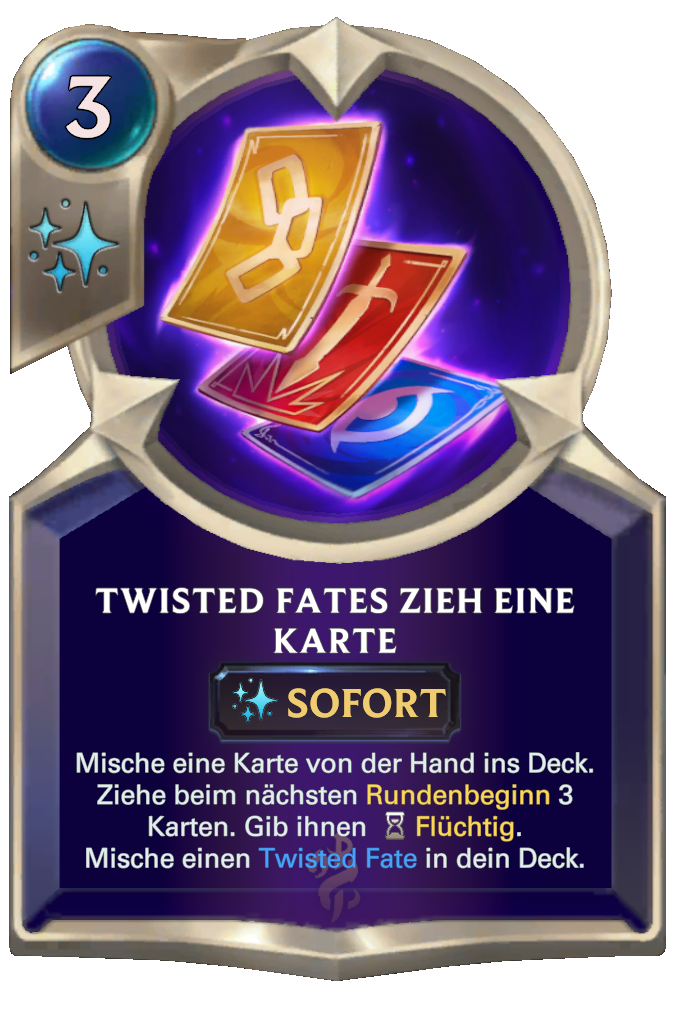 3
TWISTED FATES ZIEH EINE
KARTE
SOFORT
Mische eine Karte von der Hand ins Deck.
Ziehe beim nächsten Rundenbeginn 3
Karten. Gib ihnen Flüchtig.
Mische einen Twisted Fate in dein Deck.